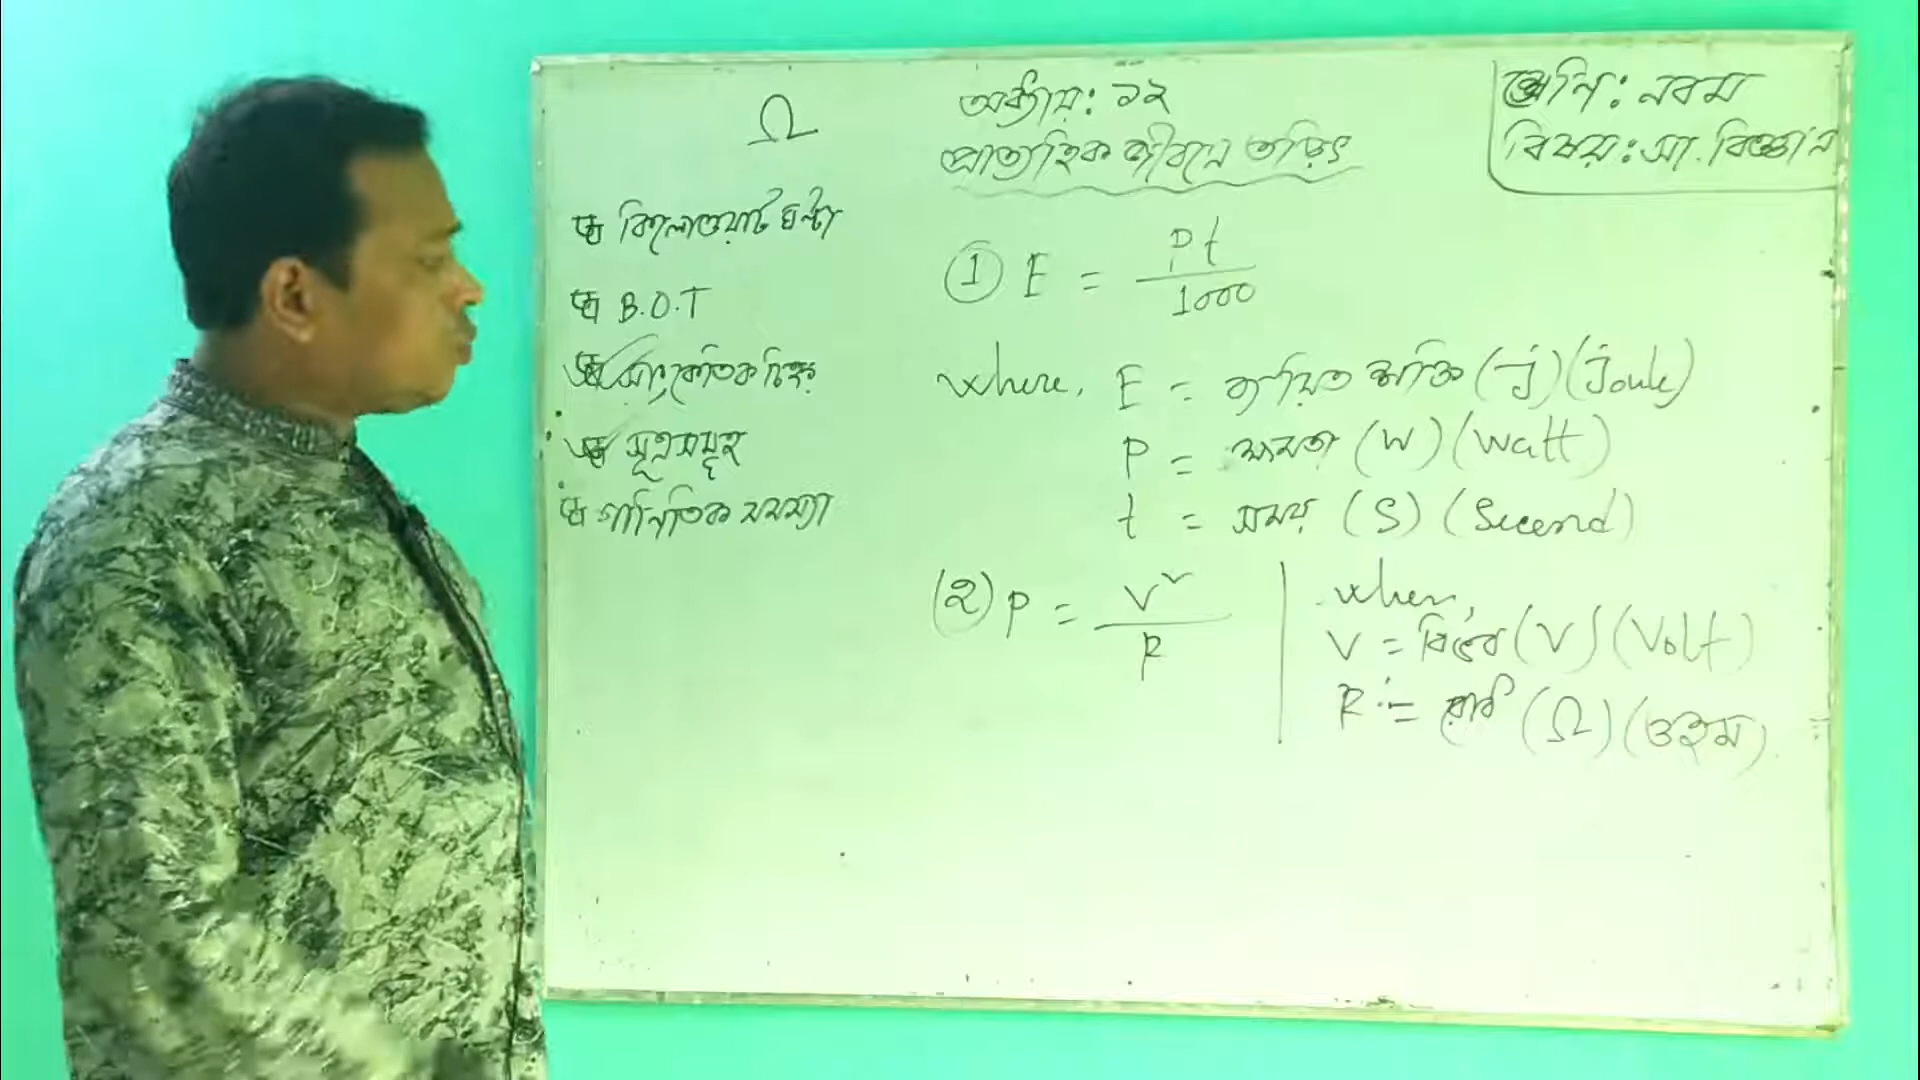 Ω
অধ্যায়: ১২
প্রাত্যহিক জীবনে তড়িৎ
শ্রেণি: নবম
বিষয়: সা. বিজ্ঞান
কিলোওয়াট ঘন্টা
B.O.T
সাংকেতিক চিহ্ন
সূত্রসমূহ
গানিতিক সমস্যা
① E = Pt / 1000
where, E = ব্যয়িত শক্তি (J) (Joule)
P = ক্ষমতা (W) (Watt)
t = সময় (S) (Second)
(২) P = V² / R
where,
V = বিভব (V) (Volt)
R = রোধ (Ω) (ওহম)